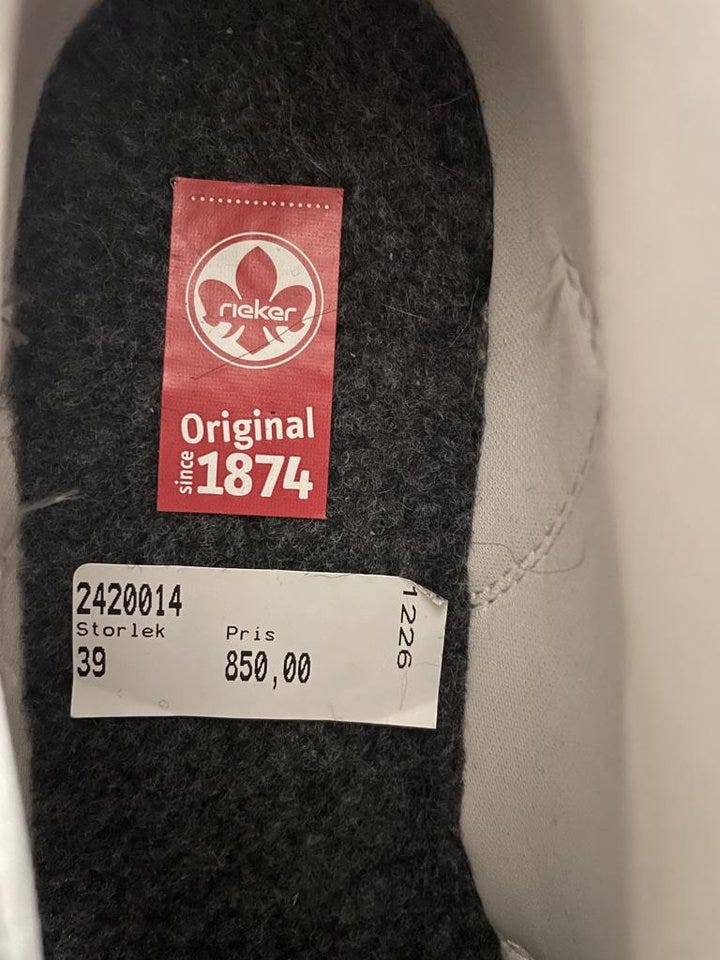 rieker
Original
since 1874
2420014
Storlek Pris
39 850,00
1226